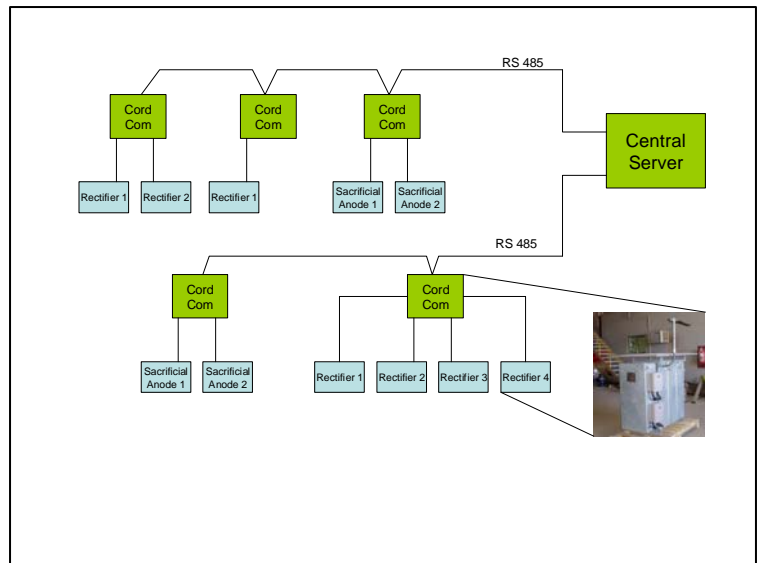 RS 485
Cord
Com
Cord
Com
Cord
Com
Central
Server
Rectifier 1
Rectifier 2
Rectifier 1
Sacrificial
Anode 1
Sacrificial
Anode 2
RS 485
Cord
Com
Cord
Com
Sacrificial
Anode 1
Sacrificial
Anode 2
Rectifier 1
Rectifier 2
Rectifier 3
Rectifier 4